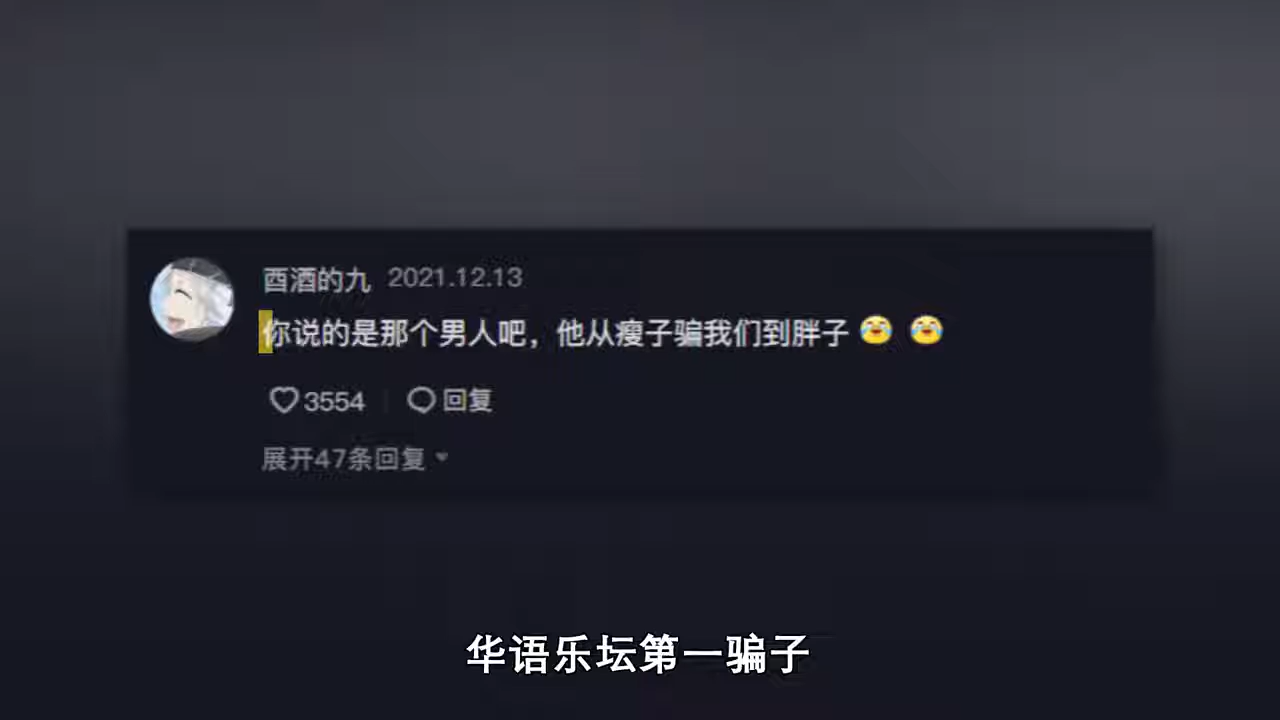 酉酒的九 2021.12.13
你说的是那个男人吧，他从瘦子骗我们到胖子😂 😂
3554 回复
展开47条回复
华语乐坛第一骗子